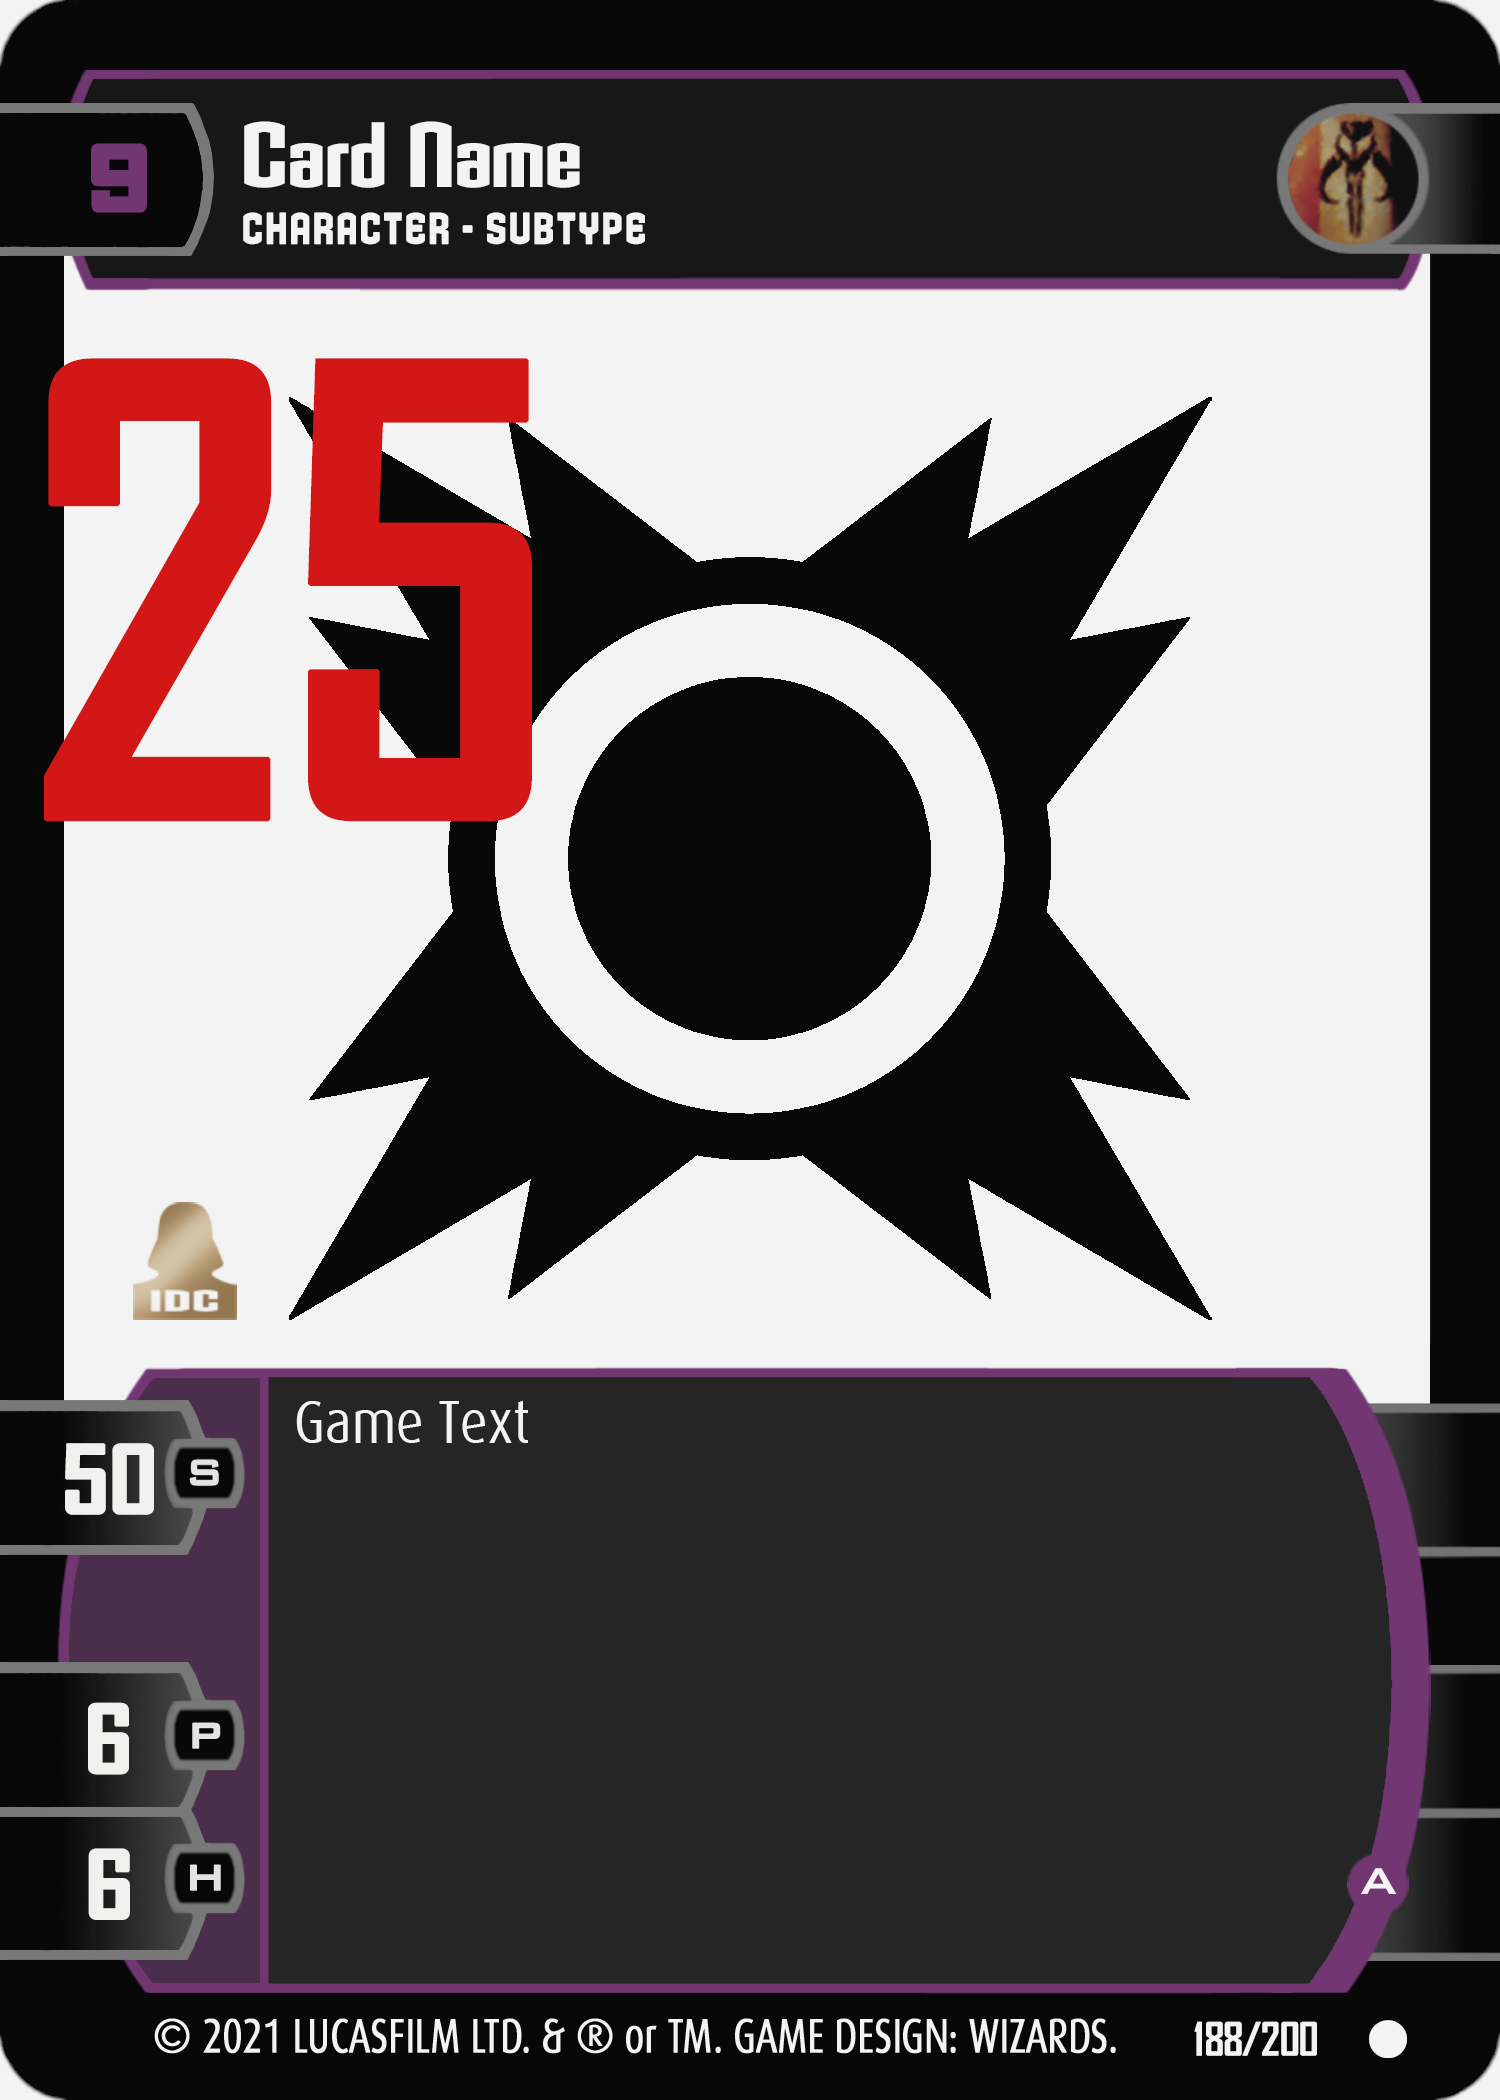 9
Card Name
CHARACTER - SUBTYPE
25
IDC
50 S
Game Text
6 P
6 H
A
© 2021 LUCASFILM LTD. & ® or TM. GAME DESIGN: WIZARDS.
188/200